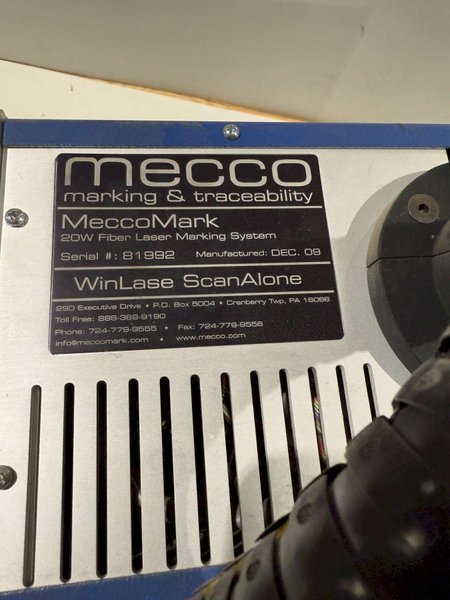 mecco
marking & traceability
MeccoMark
20W Fiber Laser Marking System
Serial #: 81992 Manufactured: DEC. 09
WinLase ScanAlone
290 Executive Drive • P.O. Box 5004 • Cranberry Twp, PA 16066
Toll Free: 888-369-9190
Phone: 724-779-9555 • Fax: 724-779-9556
info@meccomark.com • www.mecco.com